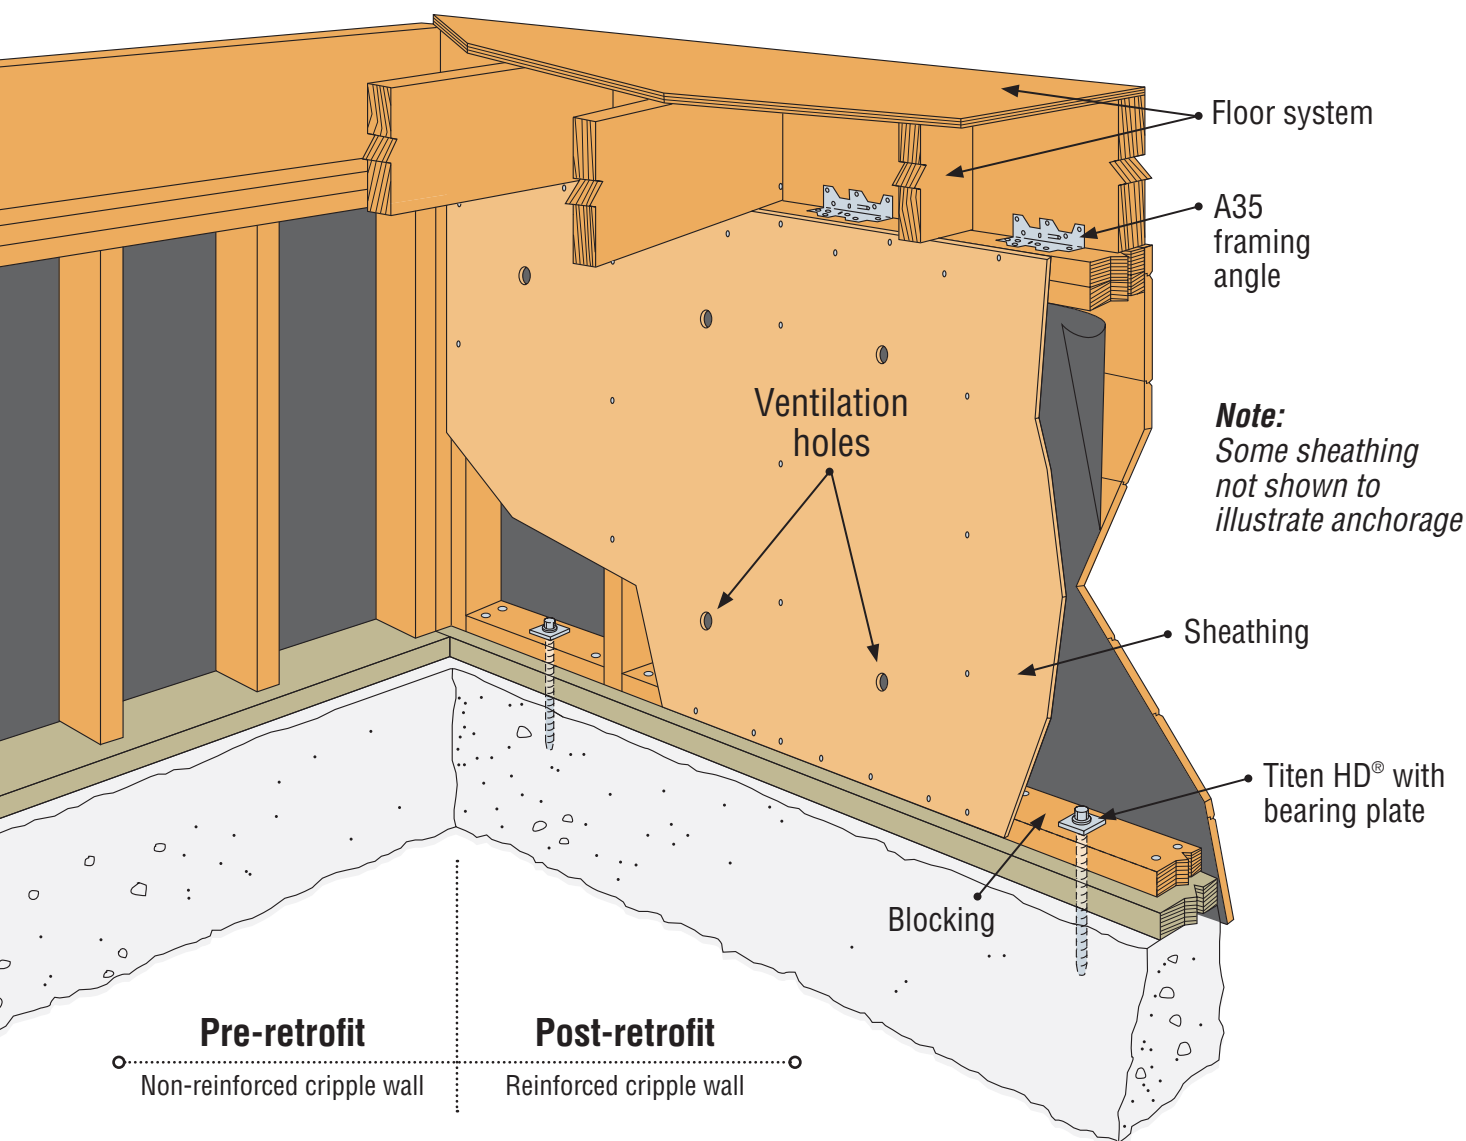 Floor system
A35
framing
angle
Ventilation
holes
Note:
Some sheathing
not shown to
illustrate anchorage
Sheathing
Titen HD® with
bearing plate
Blocking
Pre-retrofit
Post-retrofit
Non-reinforced cripple wall
Reinforced cripple wall